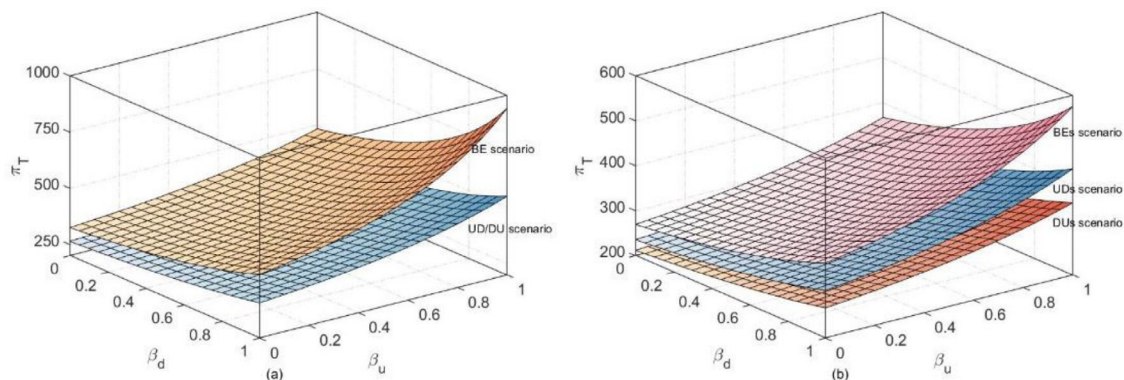 1000
750
500
250
π_T
0
0.2
0.4
0.6
0.8
1
β_d
0
0.2
0.4
0.6
0.8
1
β_u
BE scenario
UD/DU scenario
(a)
600
500
400
300
200
π_T
0
0.2
0.4
0.6
0.8
1
β_d
0
0.2
0.4
0.6
0.8
1
β_u
BEs scenario
UDs scenario
DUs scenario
(b)